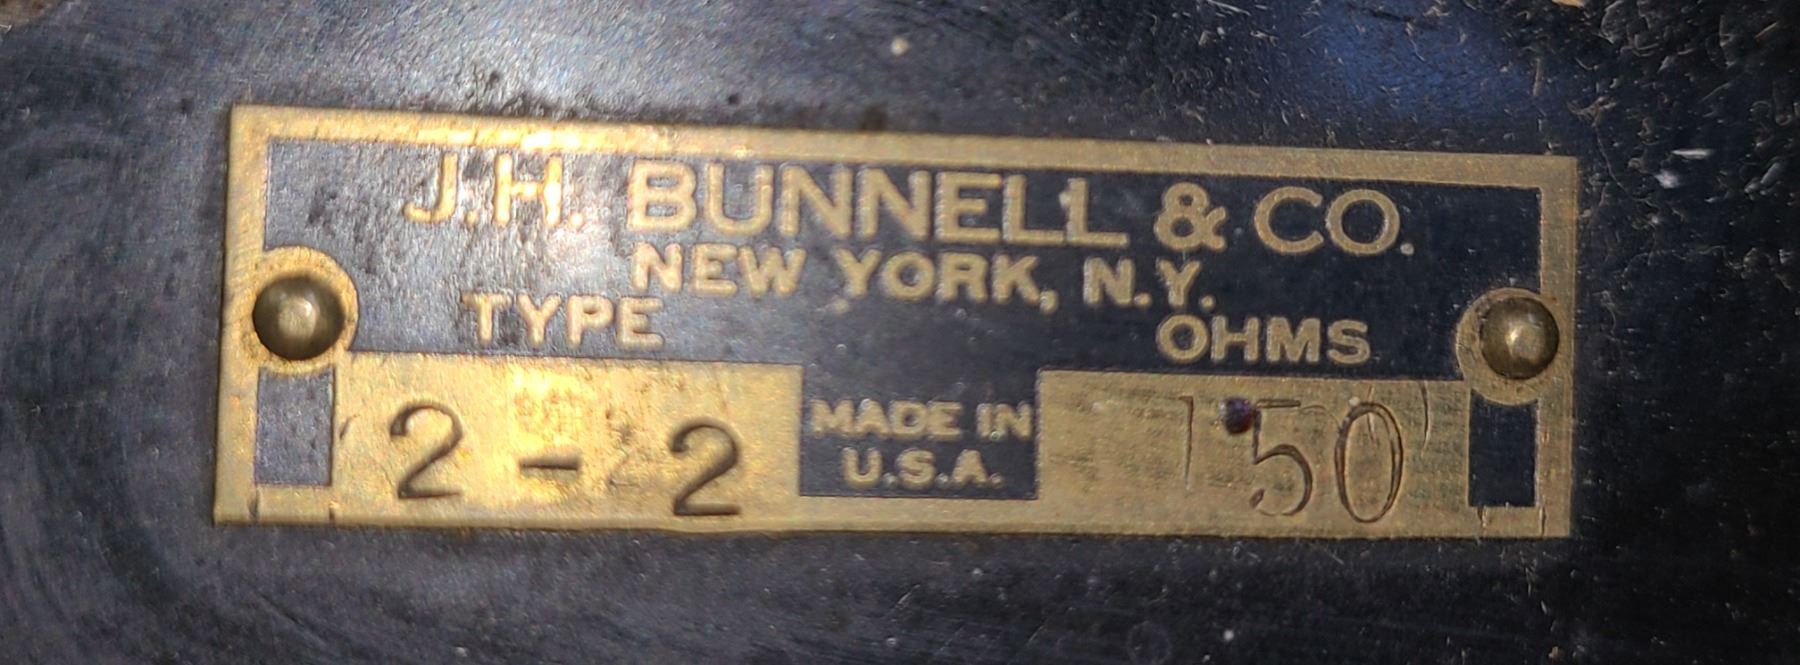 J.H. BUNNELL & CO.
NEW YORK, N.Y.
TYPE OHMS
2-2 150
MADE IN
U.S.A.